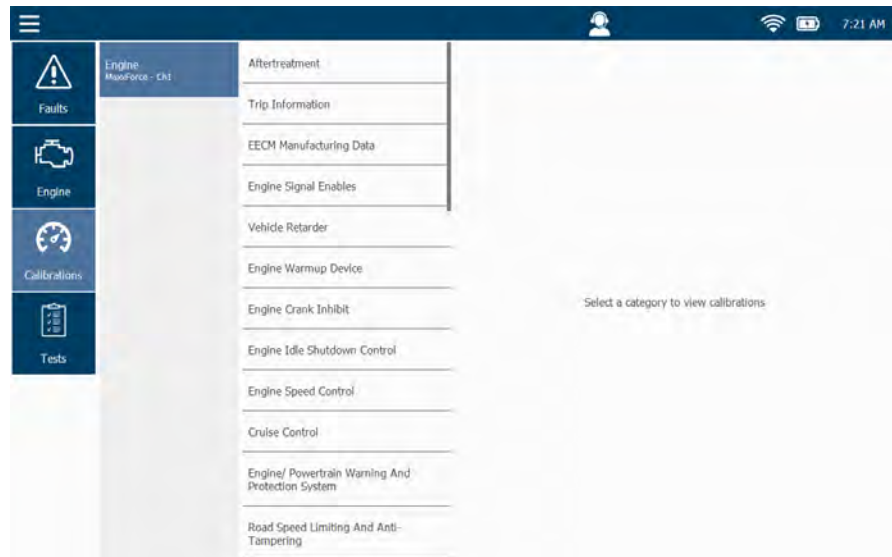 7:21 AM
Faults
Engine
Calibrations
Tests
Engine
MaxxForce - Ch1
Aftertreatment
Trip Information
EECM Manufacturing Data
Engine Signal Enables
Vehicle Retarder
Engine Warmup Device
Engine Crank Inhibit
Engine Idle Shutdown Control
Engine Speed Control
Cruise Control
Engine/ Powertrain Warning And
Protection System
Road Speed Limiting And Anti-
Tampering
Select a category to view calibrations